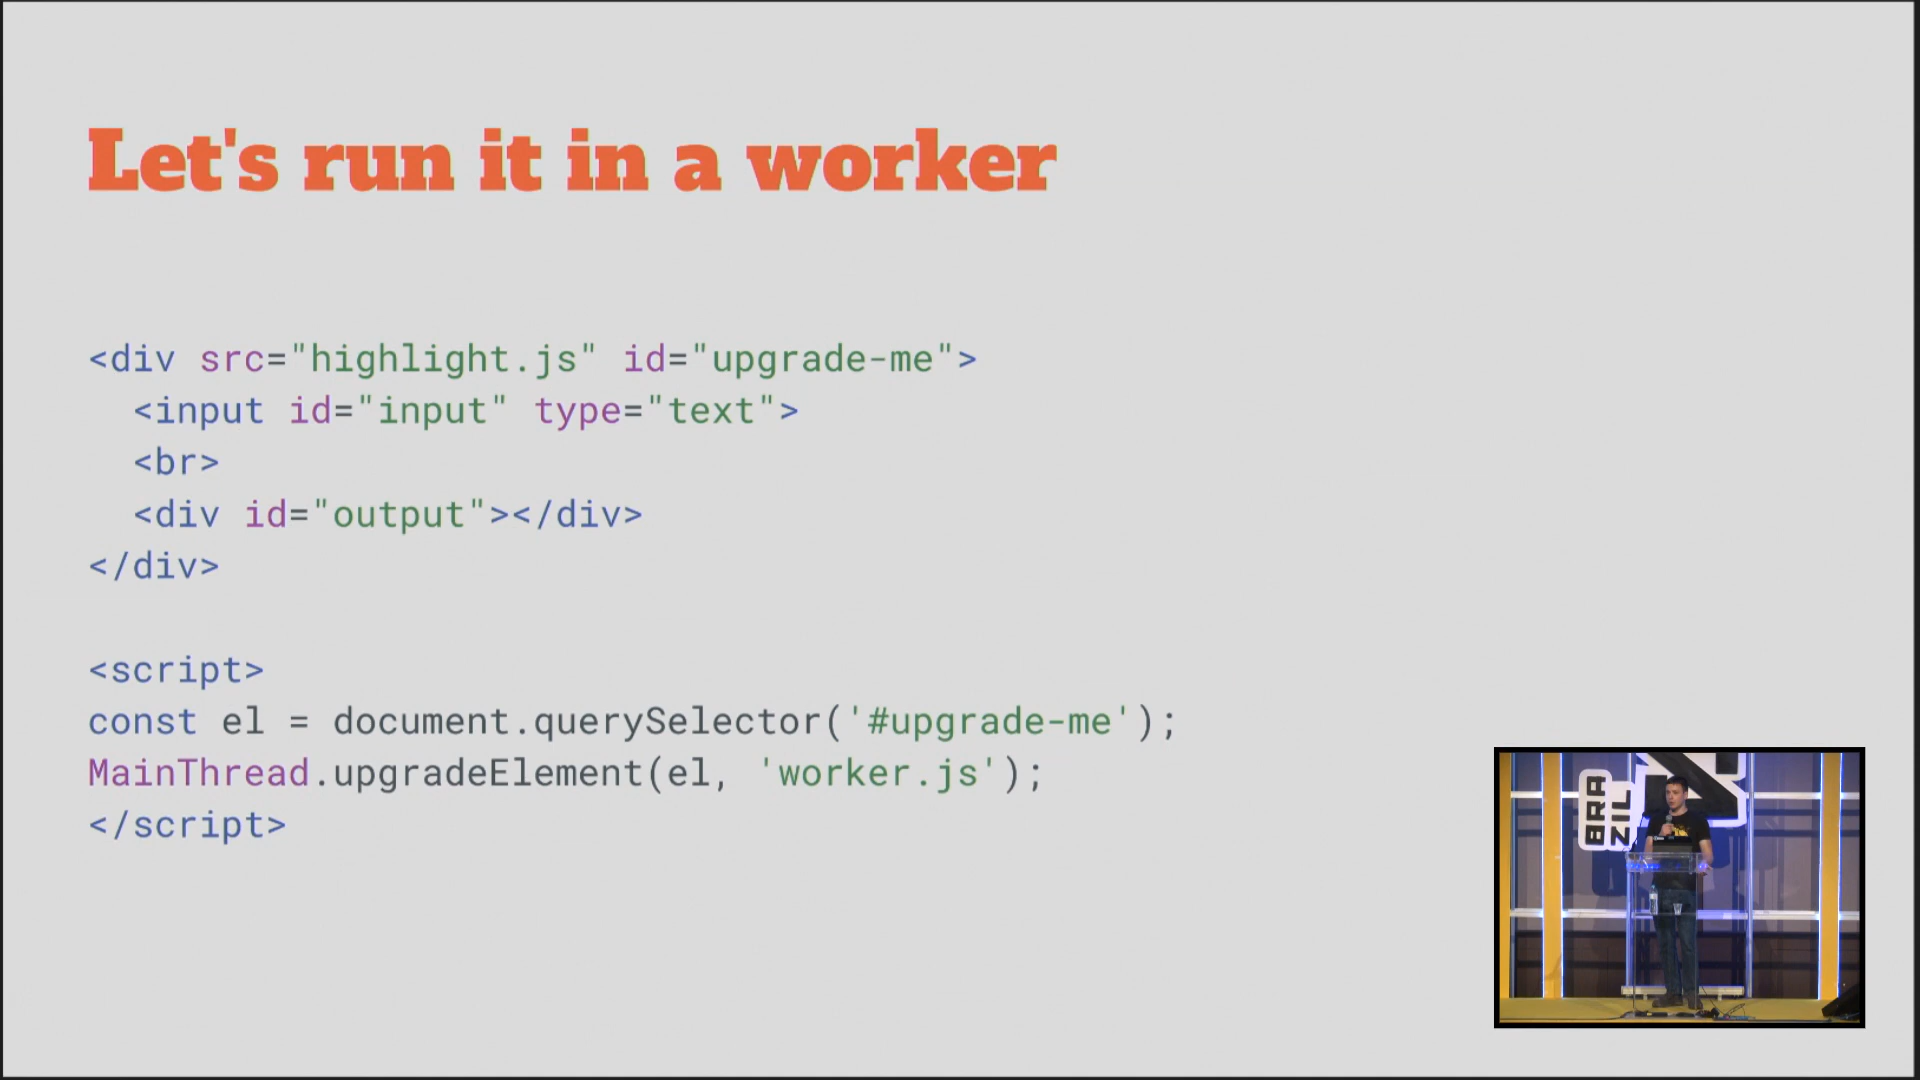 Let's run it in a worker
<div src="highlight.js" id="upgrade-me">
  <input id="input" type="text">
  <br>
  <div id="output"></div>
</div>
<script>
const el = document.querySelector('#upgrade-me');
MainThread.upgradeElement(el, 'worker.js');
</script>
BRA
ZIL